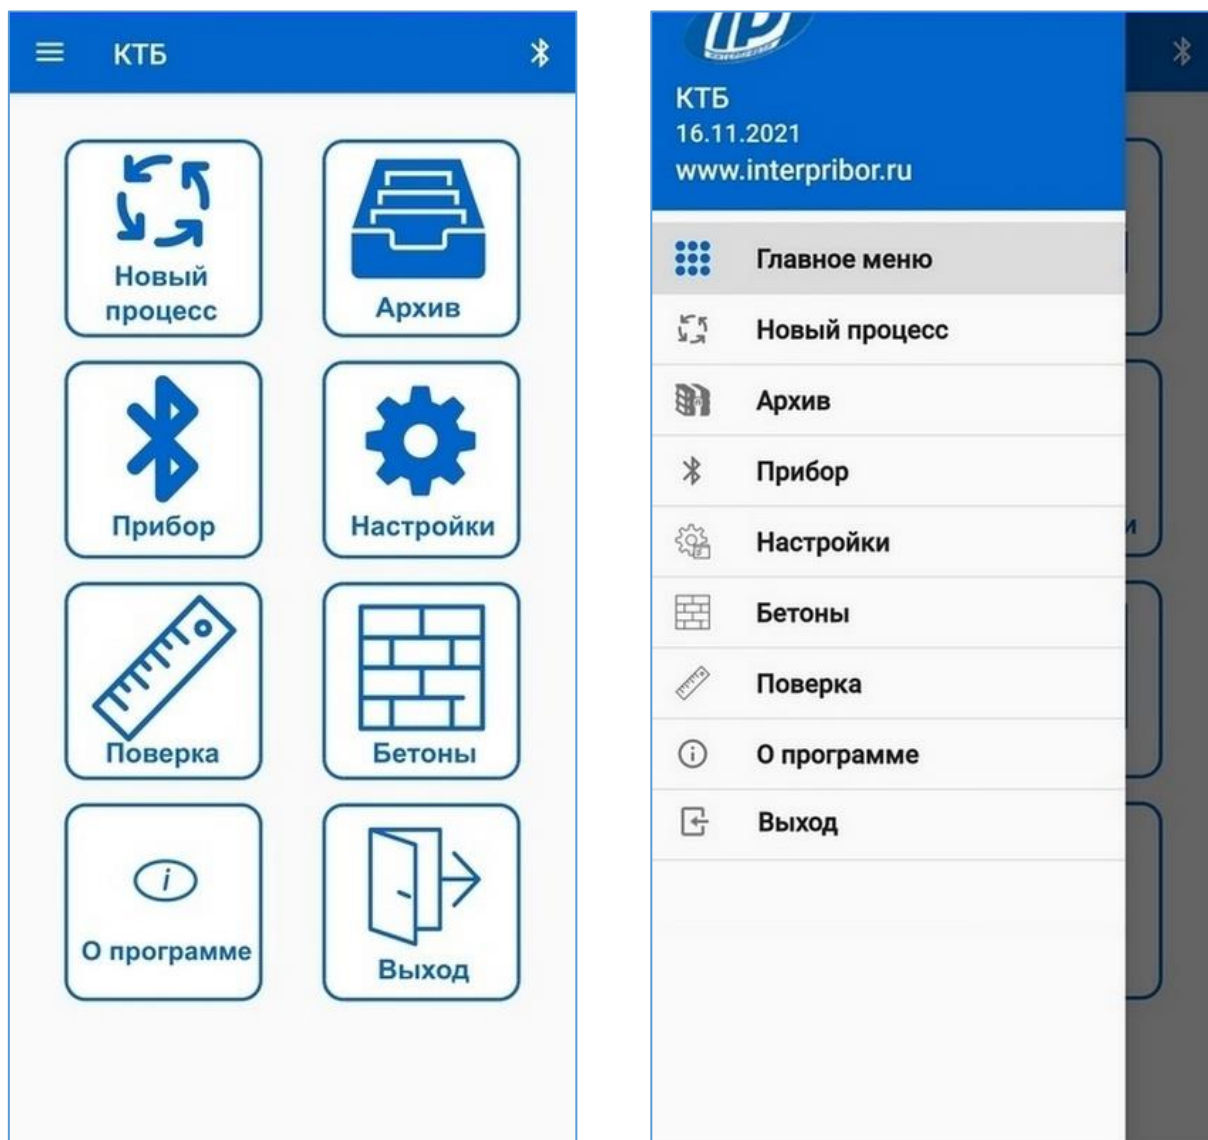 КТБ
Новый
процесс
Архив
Прибор
Настройки
Поверка
Бетоны
О программе
Выход
КТБ
16.11.2021
www.interpribor.ru
Главное меню
Новый процесс
Архив
Прибор
Настройки
Бетоны
Поверка
О программе
Выход